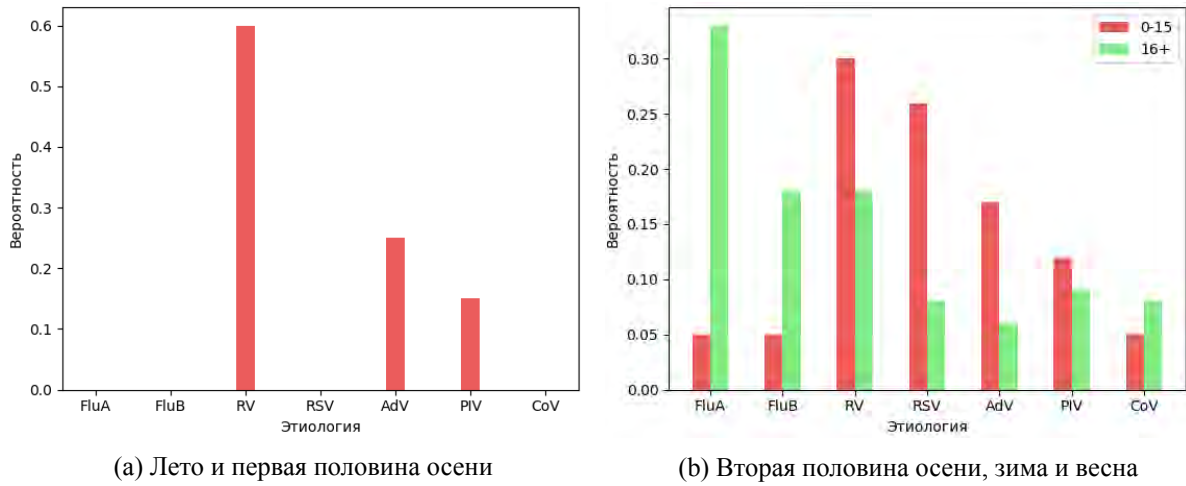 0.6
0.5
0.4
0.3
0.2
0.1
0.0
Вероятность
FluA FluB RV RSV AdV PIV CoV
Этиология
(a) Лето и первая половина осени
0-15
16+
0.30
0.25
0.20
0.15
0.10
0.05
0.00
Вероятность
FluA FluB RV RSV AdV PIV CoV
Этиология
(b) Вторая половина осени, зима и весна